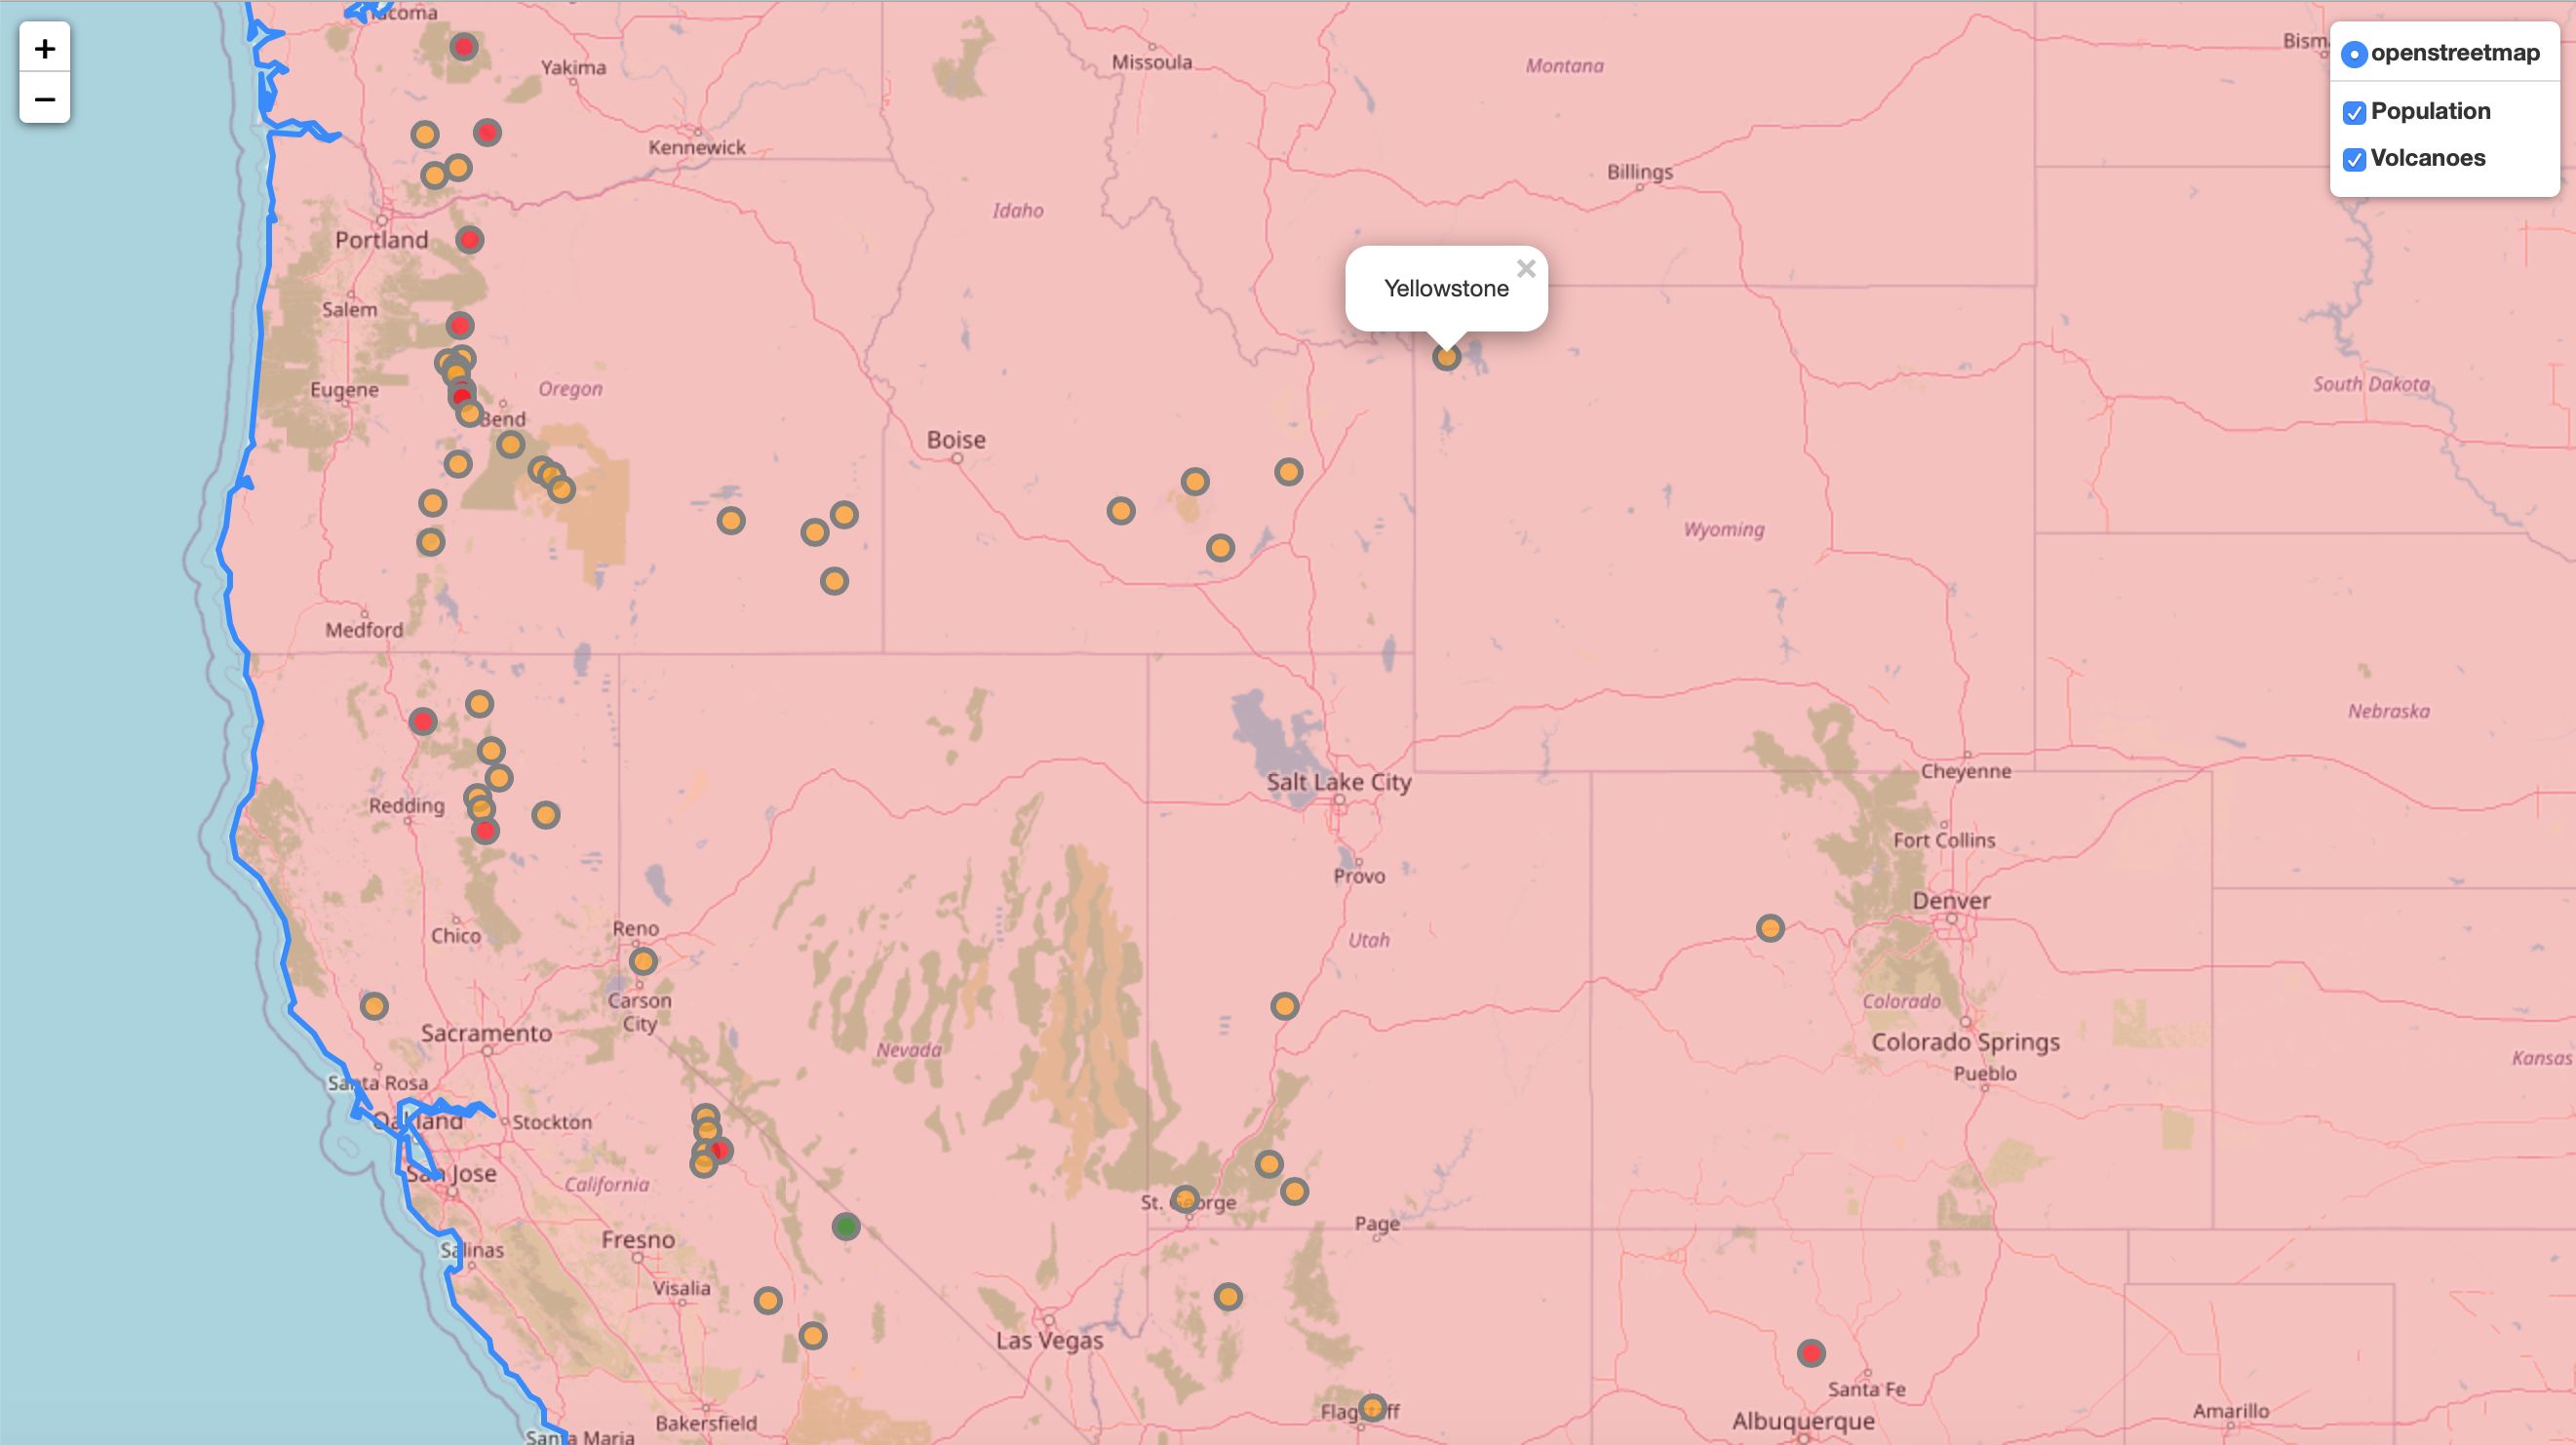 +
−
openstreetmap
Population
Volcanoes
Yakima
Missoula
Montana
Kennewick
Billings
Idaho
Portland
Yellowstone
Salem
Eugene
Oregon
South Dakota
Bend
Boise
Wyoming
Medford
Nebraska
Salt Lake City
Cheyenne
Redding
Fort Collins
Provo
Denver
Chico
Reno
Utah
Carson
City
Colorado
Sacramento
Colorado Springs
Nevada
Kansas
Pueblo
Santa Rosa
Oakland
Stockton
San Jose
California
St. George
Page
Salinas
Fresno
Visalia
Las Vegas
Santa Fe
Flagstaff
Amarillo
Albuquerque
Bakersfield
Santa Maria